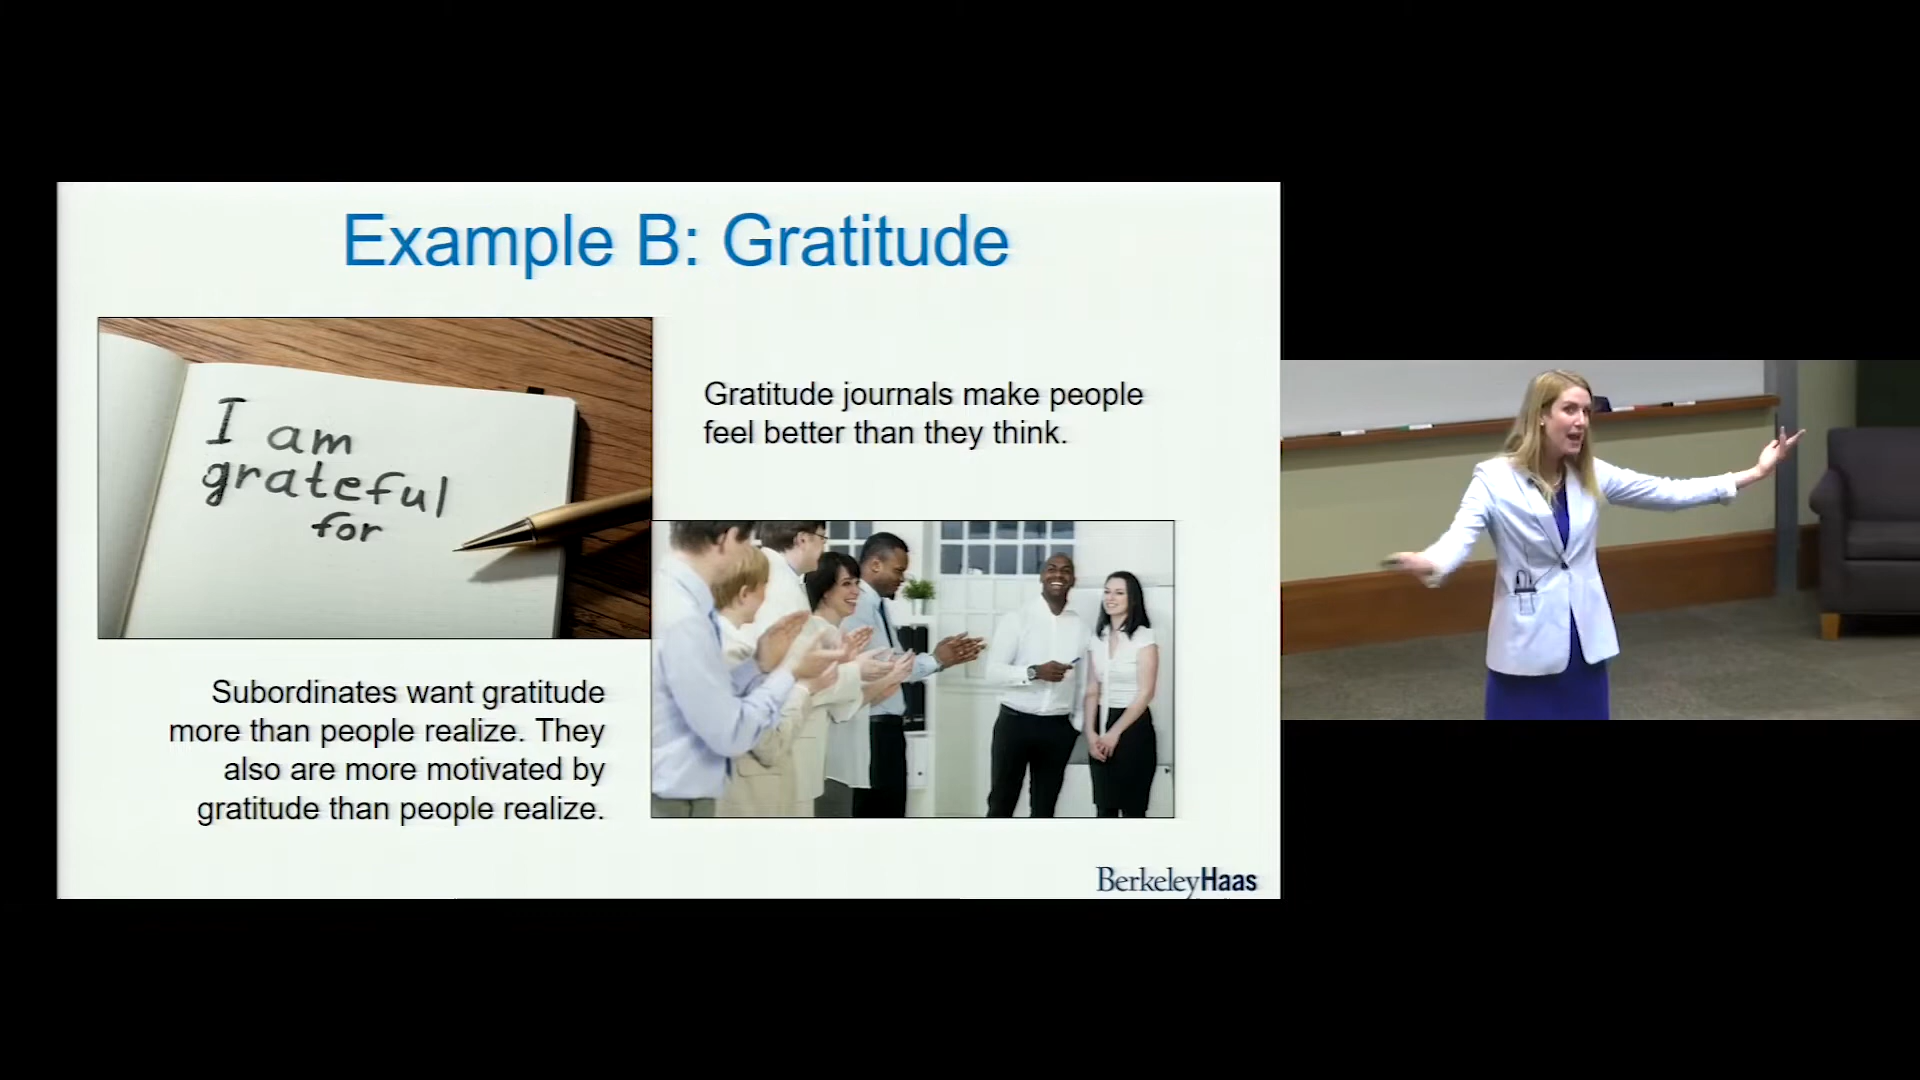 Example B: Gratitude
I am
grateful
for
Gratitude journals make people
feel better than they think.
Subordinates want gratitude
more than people realize. They
also are more motivated by
gratitude than people realize.
BerkeleyHaas